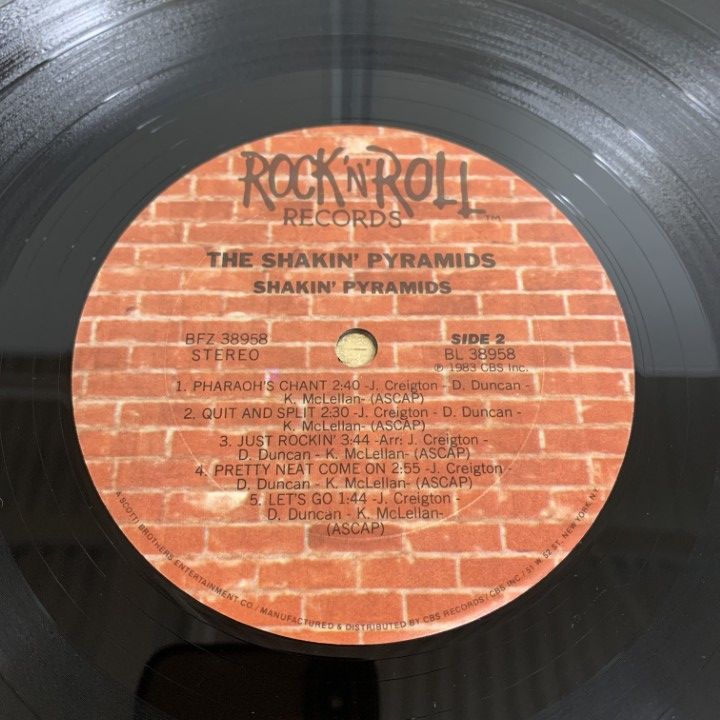 ROCK 'N' ROLL
RECORDS™
THE SHAKIN' PYRAMIDS
SHAKIN' PYRAMIDS
BFZ 38958
STEREO
SIDE 2
BL 38958
℗ 1983 CBS Inc.
1. PHARAOH'S CHANT 2:40 -J. Creigton - D. Duncan -
K. McLellan- (ASCAP)
2. QUIT AND SPLIT 2:30 -J. Creigton - D. Duncan -
K. McLellan- (ASCAP)
3. JUST ROCKIN' 3:44 -Arr: J. Creigton -
D. Duncan - K. McLellan- (ASCAP)
4. PRETTY NEAT COME ON 2:55 -J. Creigton -
D. Duncan - K. McLellan- (ASCAP)
5. LET'S GO 1:44 -J. Creigton -
D. Duncan - K. McLellan-
(ASCAP)
A SCOTTI BROTHERS ENTERTAINMENT CO./MANUFACTURED & DISTRIBUTED BY CBS RECORDS/CBS INC./51 W. 52 ST. NEW YORK, N.Y.